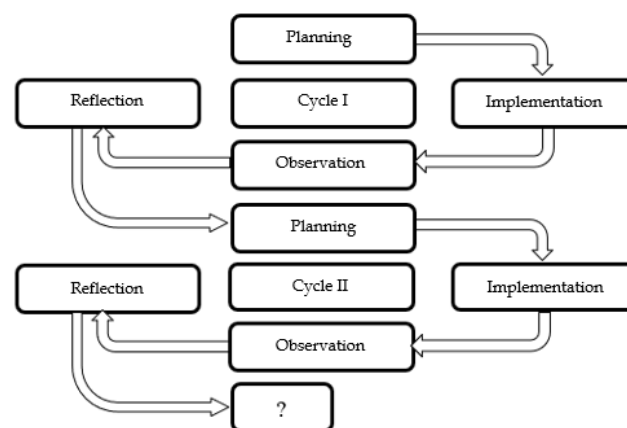 Planning
Reflection
Cycle I
Implementation
Observation
Planning
Reflection
Cycle II
Implementation
Observation
?